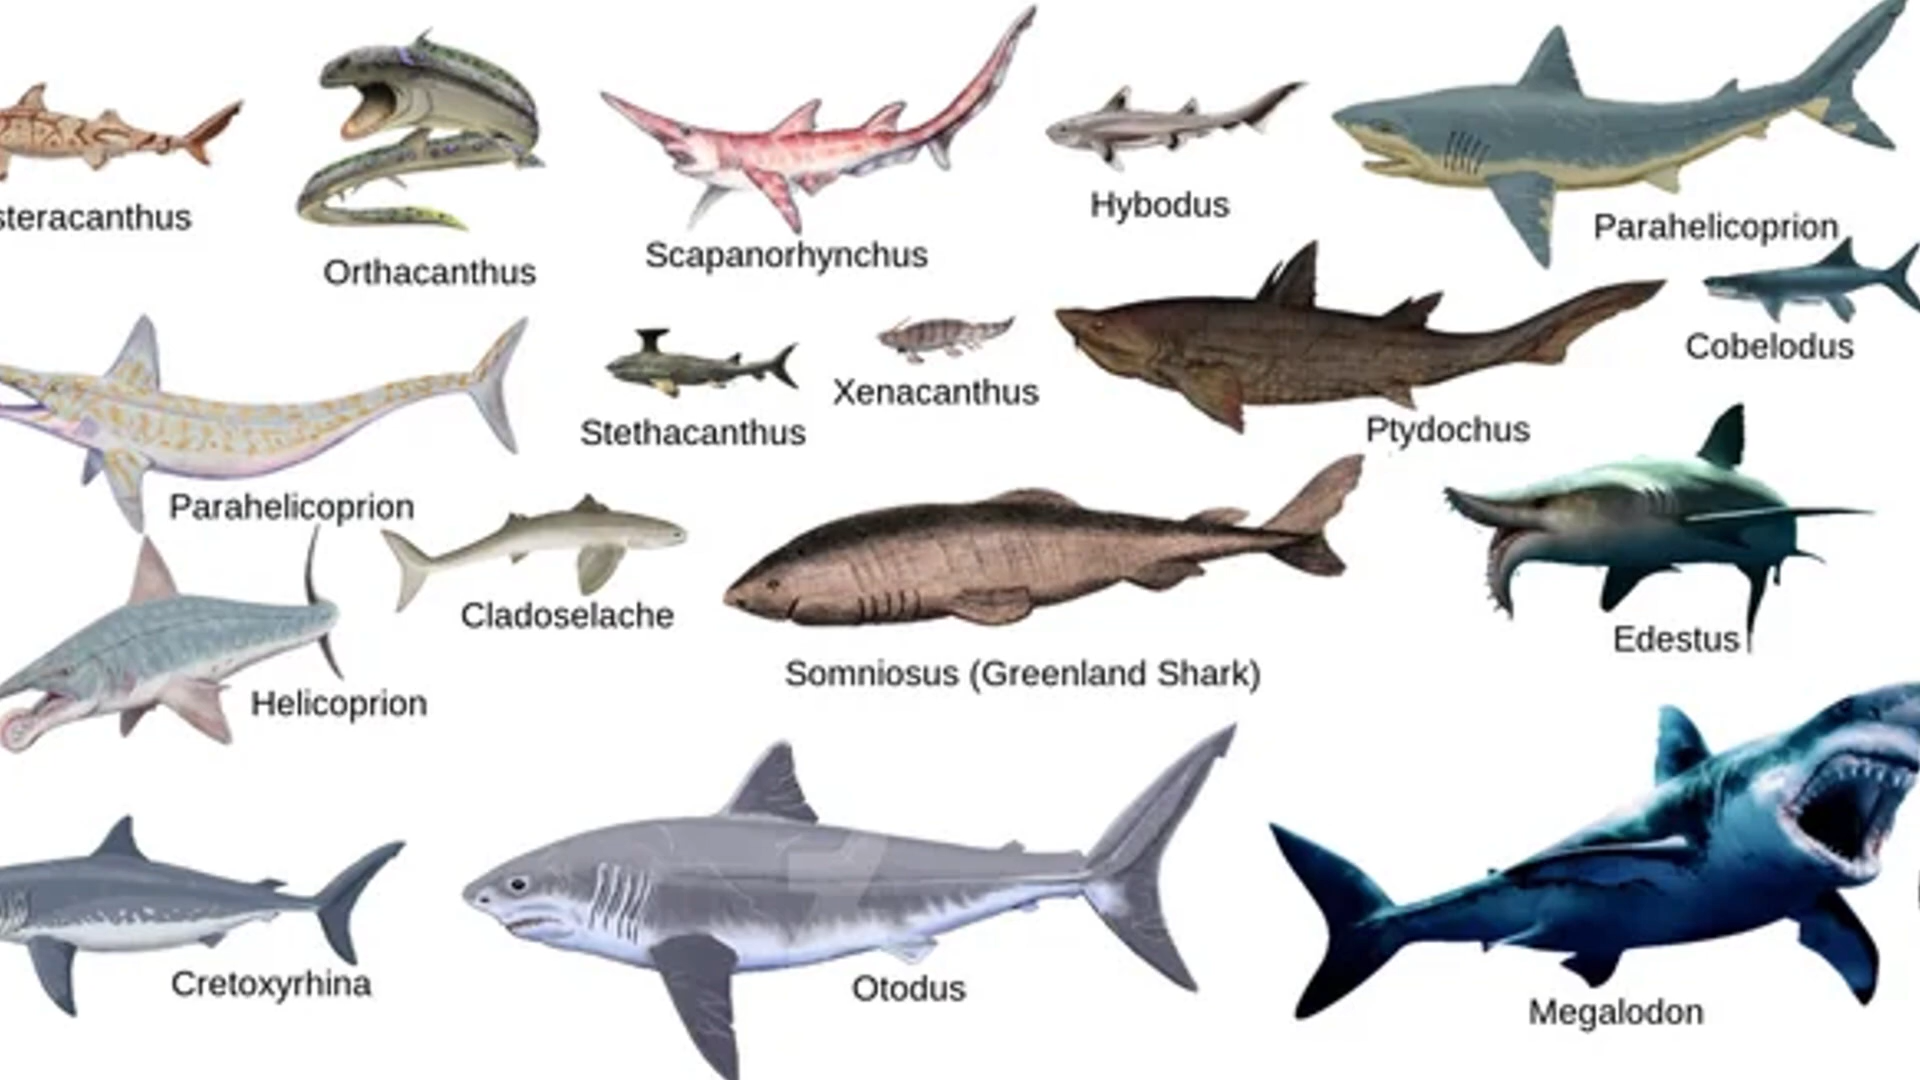 steracanthus
Orthacanthus
Scapanorhynchus
Hybodus
Parahelicoprion
Cobelodus
Xenacanthus
Stethacanthus
Ptydochus
Parahelicoprion
Cladoselache
Edestus
Somniosus (Greenland Shark)
Helicoprion
Cretoxyrhina
Otodus
Megalodon